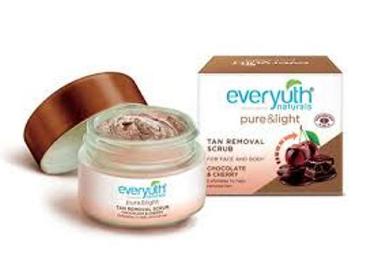 everyuth
naturals
pure&light
TAN REMOVAL
SCRUB
FOR FACE AND BODY
CHOCOLATE
& CHERRY
everyuth
naturals
pure&light
TAN REMOVAL SCRUB
CHOCOLATE & CHERRY